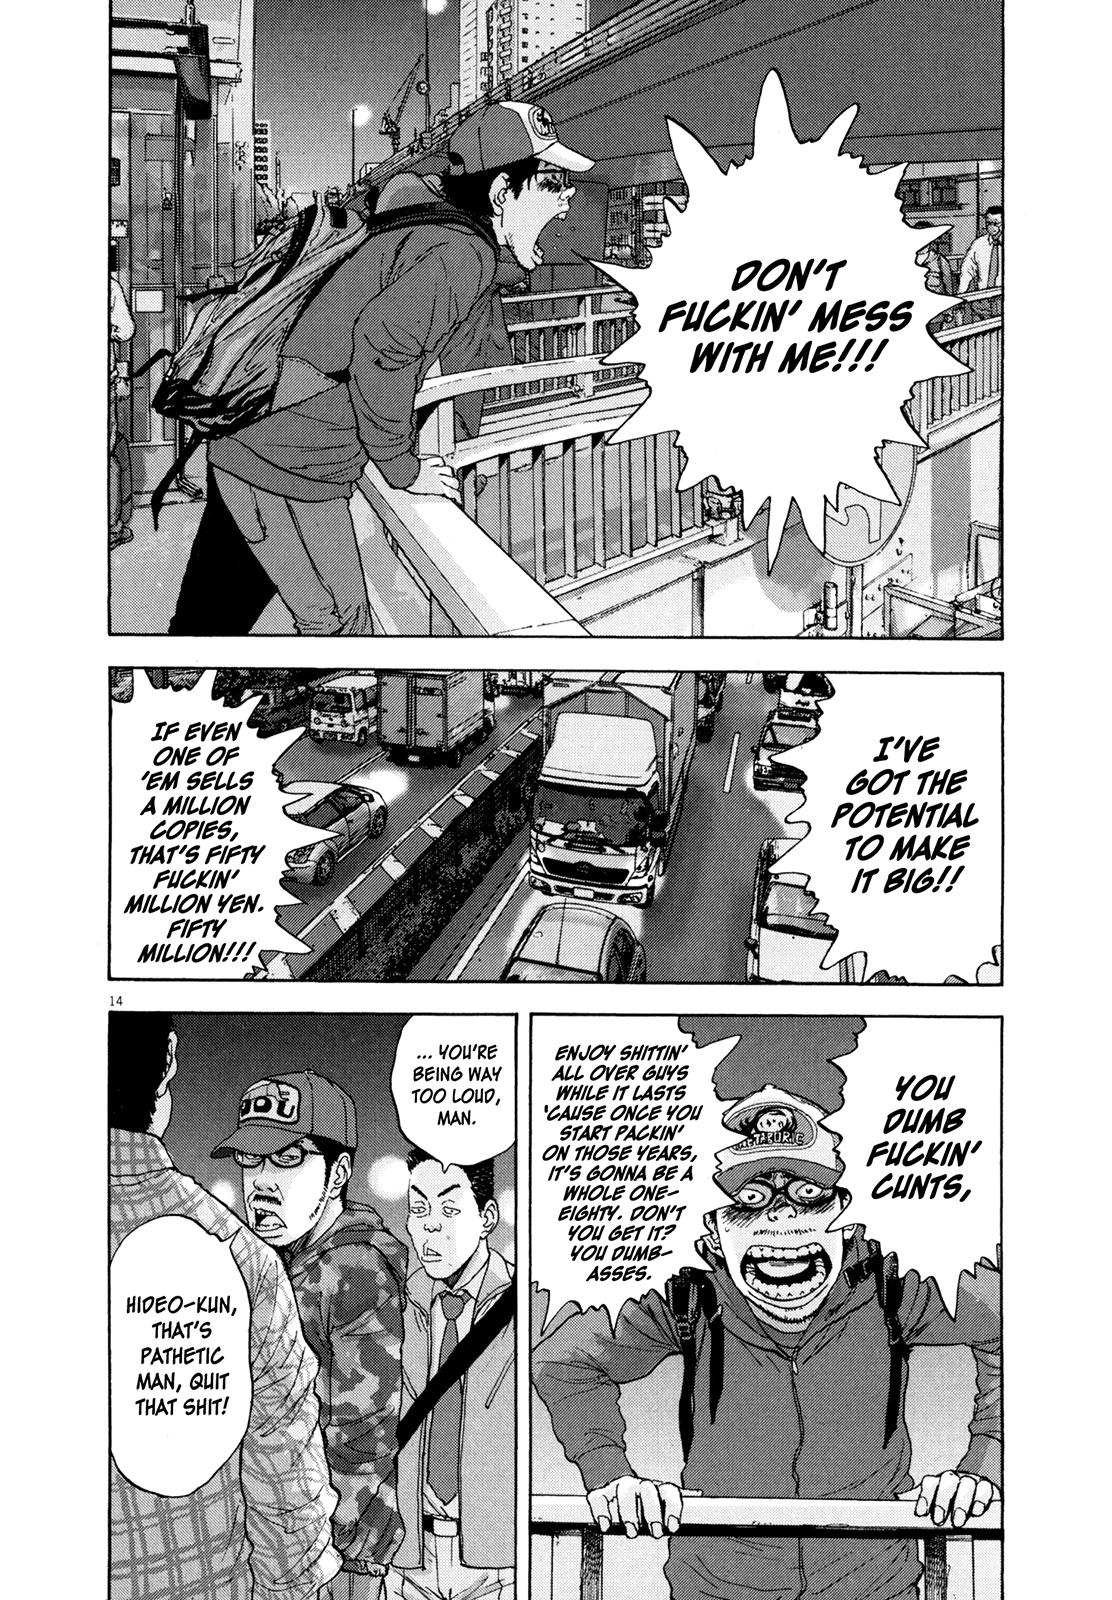 DON'T
FUCKIN' MESS
WITH ME!!!
I'VE
GOT THE
POTENTIAL
TO MAKE
IT BIG!!
IF EVEN
ONE OF
'EM SELLS
A MILLION
COPIES,
THAT'S FIFTY
FUCKIN'
MILLION YEN.
FIFTY
MILLION!!!
14
YOU
DUMB
FUCKIN'
CUNTS,
ENJOY SHITTIN'
ALL OVER GUYS
WHILE IT LASTS
'CAUSE ONCE YOU
START PACKIN'
ON THOSE YEARS,
IT'S GONNA BE A
WHOLE ONE-
EIGHTY. DON'T
YOU GET IT?
YOU DUMB-
ASSES.
... YOU'RE
BEING WAY
TOO LOUD,
MAN.
HIDEO-KUN,
THAT'S
PATHETIC
MAN, QUIT
THAT SHIT!